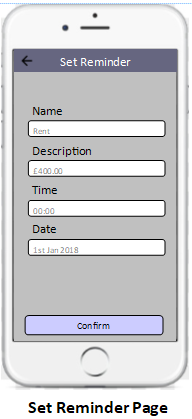 Set Reminder
Name
Rent
Description
£400.00
Time
00:00
Date
1st Jan 2018
Confirm
Set Reminder Page